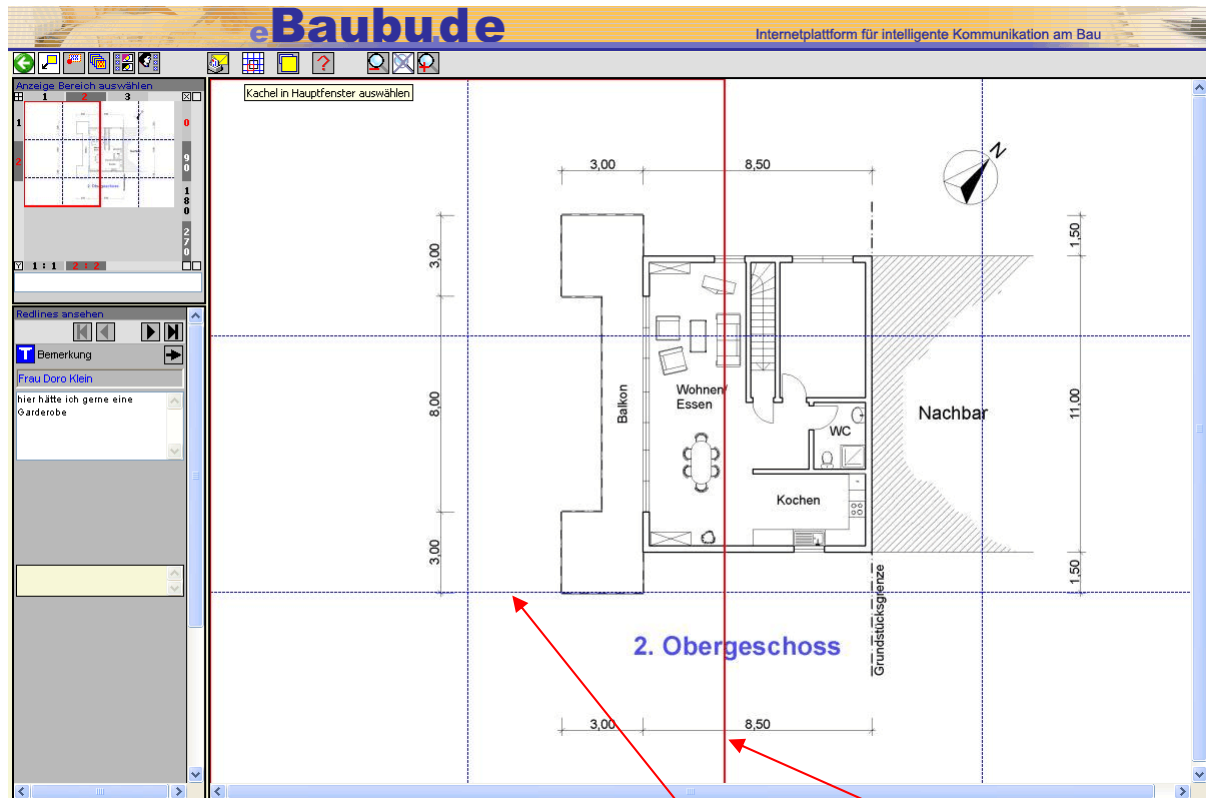 eBaubu.de
Internetplattform für intelligente Kommunikation am Bau
Anzeige Bereich auswählen
1 2 3
1
2
0
90
180
270
1:1 2:2
Kachel in Hauptfenster auswählen
Redlines ansehen
T Bemerkung
Frau Doro Klein
hier hätte ich gerne eine
Garderobe
N
3,00 8,50
3,00
8,00
3,00
1,50
11,00
1,50
Balkon
Wohnen/
Essen
WC
Kochen
Nachbar
Grundstücksgrenze
2. Obergeschoss
3,00 8,50